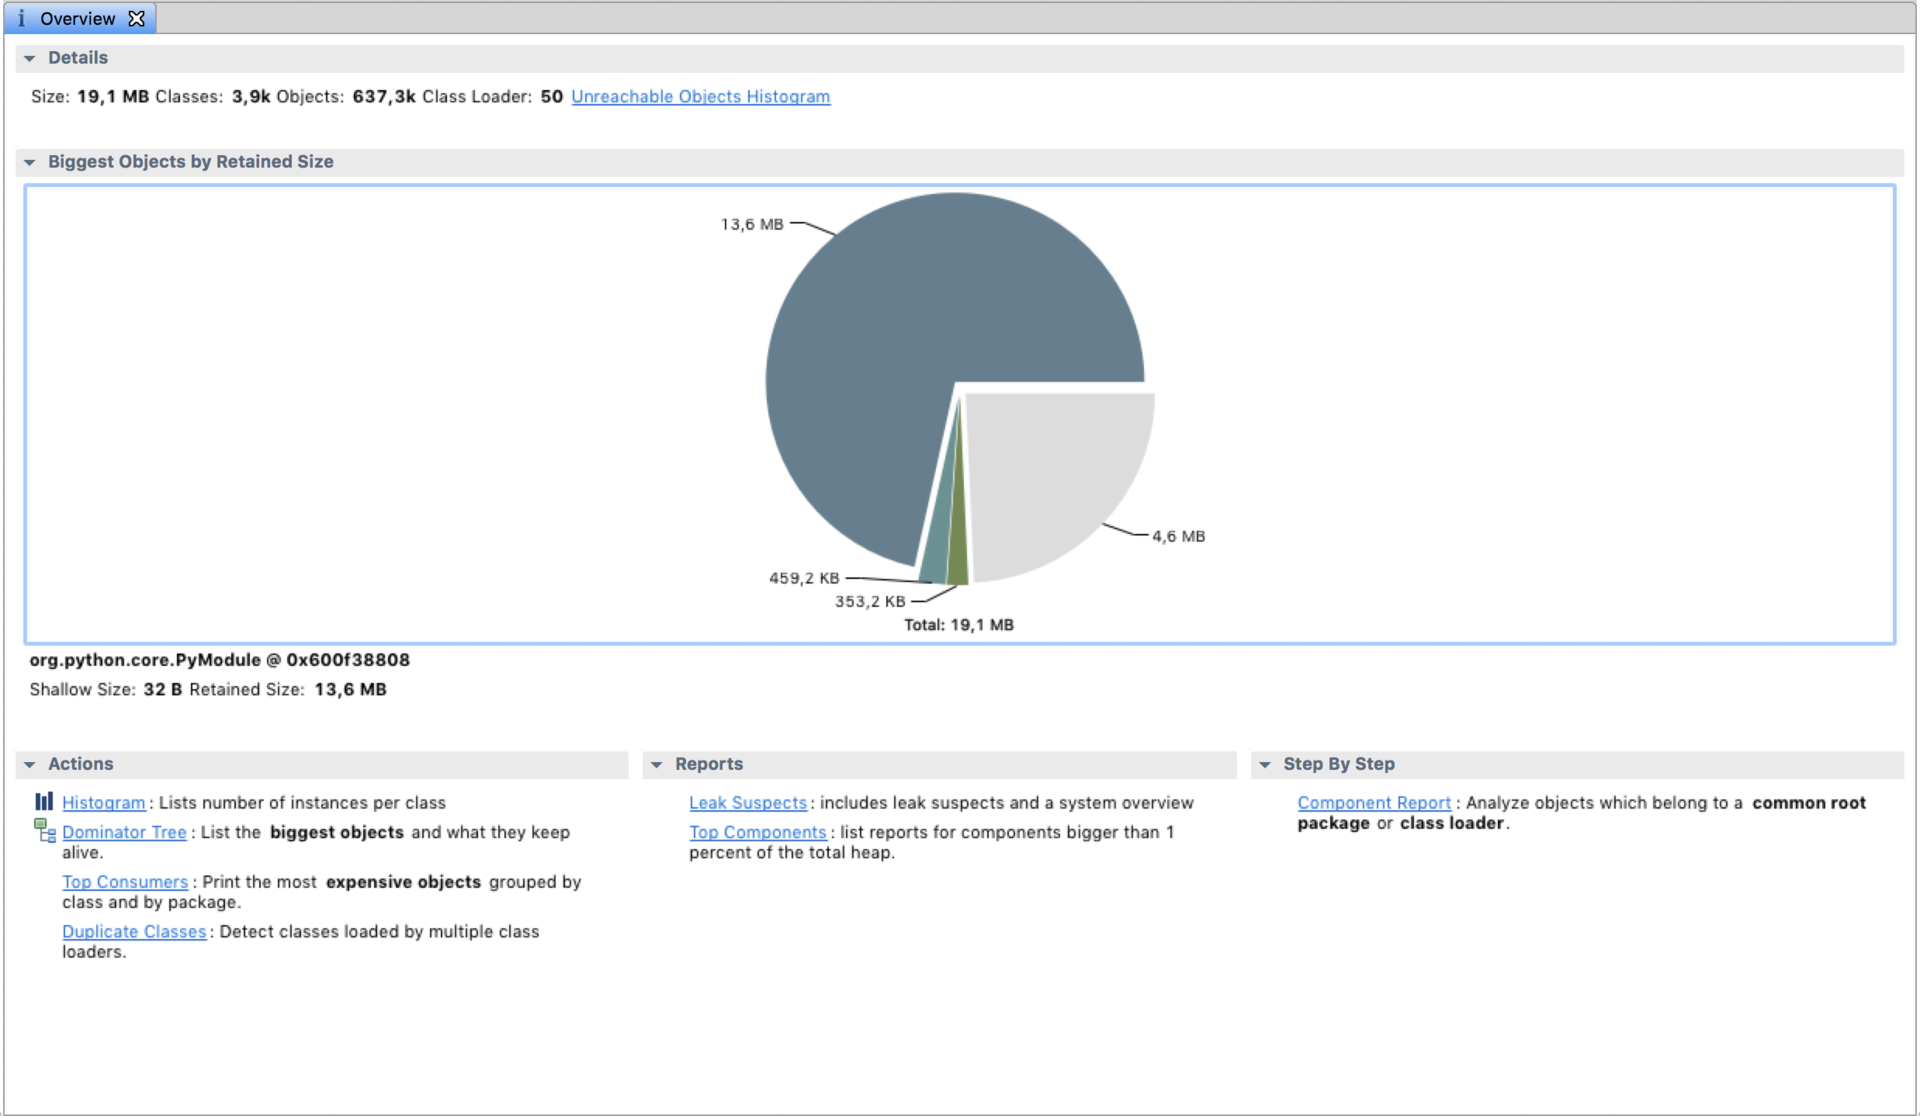 Overview
Details
Size: 19,1 MB Classes: 3,9k Objects: 637,3k Class Loader: 50 Unreachable Objects Histogram
Biggest Objects by Retained Size
13,6 MB
4,6 MB
459,2 KB
353,2 KB
Total: 19,1 MB
org.python.core.PyModule @ 0x600f38808
Shallow Size: 32 B Retained Size: 13,6 MB
Actions
Histogram: Lists number of instances per class
Dominator Tree: List the biggest objects and what they keep
alive.
Top Consumers: Print the most expensive objects grouped by
class and by package.
Duplicate Classes: Detect classes loaded by multiple class
loaders.
Reports
Leak Suspects: includes leak suspects and a system overview
Top Components: list reports for components bigger than 1
percent of the total heap.
Step By Step
Component Report: Analyze objects which belong to a common root
package or class loader.